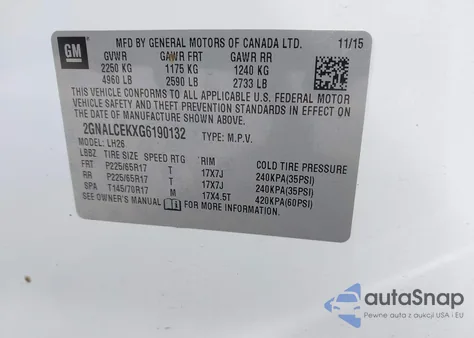 GM MFD BY GENERAL MOTORS OF CANADA LTD. 11/15
GVWR GAWR FRT GAWR RR
2250 KG 1175 KG 1240 KG
4960 LB 2590 LB 2733 LB
THIS VEHICLE CONFORMS TO ALL APPLICABLE U.S. FEDERAL MOTOR
VEHICLE SAFETY AND THEFT PREVENTION STANDARDS IN EFFECT ON
THE DATE OF MANUFACTURE SHOWN ABOVE.
2GNALCEKXG6190132 TYPE: M.P.V.
MODEL: LH26
LBBZ TIRE SIZE SPEED RTG RIM COLD TIRE PRESSURE
FRT P225/65R17 T 17X7J 240KPA(35PSI)
RR P225/65R17 T 17X7J 240KPA(35PSI)
SPA T145/70R17 M 17X4.5T 420KPA(60PSI)
SEE OWNER'S MANUAL FOR MORE INFORMATION
autoSnap
Pewne auta z aukcji USA i EU